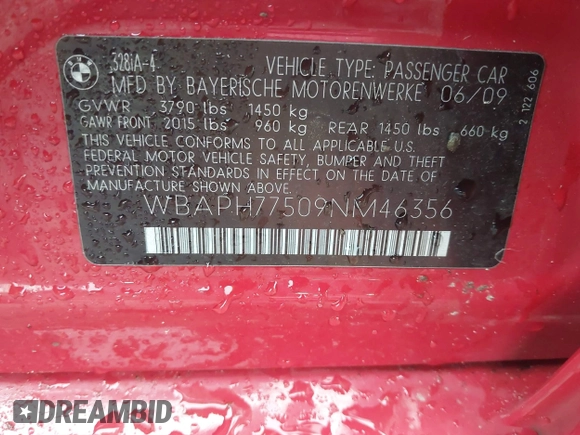 BMW
328iA-4 VEHICLE TYPE: PASSENGER CAR
MFD BY: BAYERISCHE MOTORENWERKE 06/09
GVWR 3790 lbs 1450 kg
GAWR FRONT 2015 lbs 960 kg REAR 1450 lbs 660 kg
THIS VEHICLE CONFORMS TO ALL APPLICABLE U.S.
FEDERAL MOTOR VEHICLE SAFETY, BUMPER AND THEFT
PREVENTION STANDARDS IN EFFECT ON THE DATE OF
MANUFACTURE SHOWN ABOVE.
WBAPH77509NM46356
2 122 606
DREAMBID